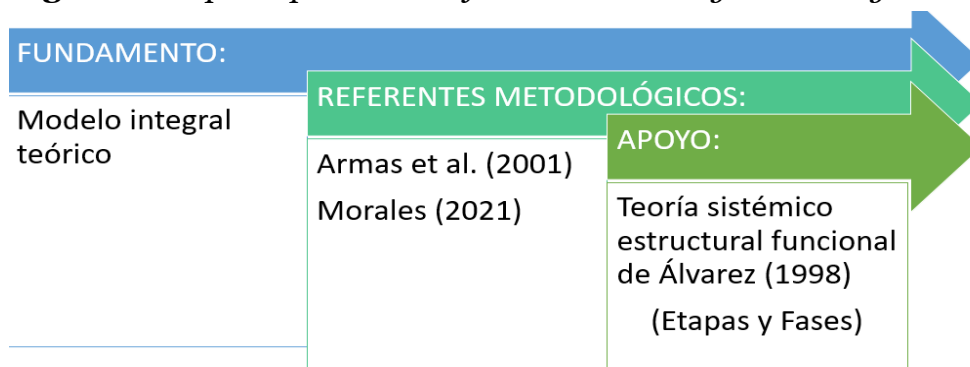 FUNDAMENTO:
Modelo integral
teórico
REFERENTES METODOLÓGICOS:
Armas et al. (2001)
Morales (2021)
APOYO:
Teoría sistémico
estructural funcional
de Álvarez (1998)
(Etapas y Fases)